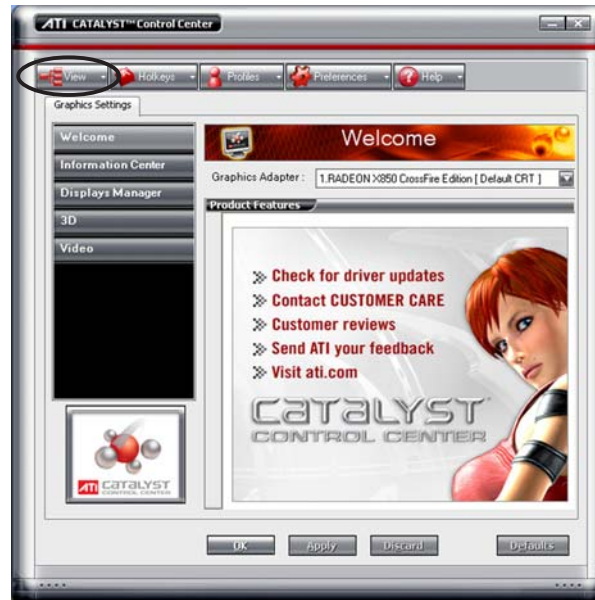 ATI CATALYST™ Control Center
View Hotkeys Profiles Preferences Help
Graphics Settings
Welcome
Information Center
Displays Manager
3D
Video
Welcome
Graphics Adapter : 1.RADEON X850 CrossFire Edition [ Default CRT ]
Product Features
Check for driver updates
Contact CUSTOMER CARE
Customer reviews
Send ATI your feedback
Visit ati.com
CATALYST
CONTROL CENTER
ATI CATALYST
CONTROL CENTER
OK Apply Discard Defaults